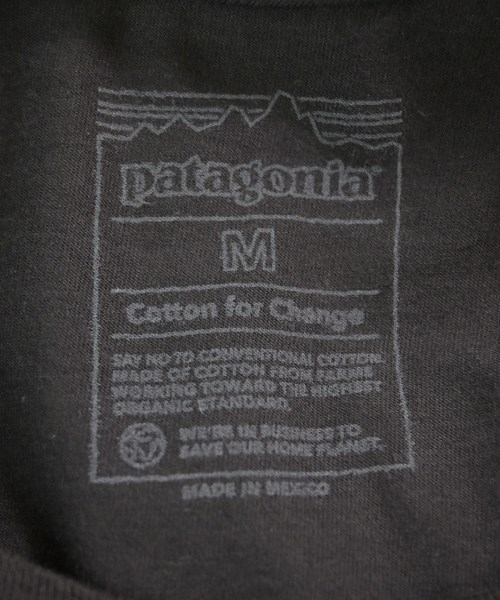 patagonia®
M
Cotton for Change
SAY NO TO CONVENTIONAL COTTON.
MADE OF COTTON FROM FARMS
WORKING TOWARD THE HIGHEST
ORGANIC STANDARD.
WE'RE IN BUSINESS TO
SAVE OUR HOME PLANET.
MADE IN MEXICO